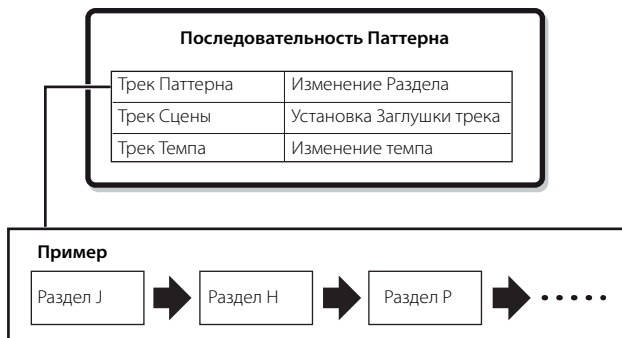 Последовательность Паттерна
Трек Паттерна Изменение Раздела
Трек Сцены Установка Заглушки трека
Трек Темпа Изменение темпа
Пример
Раздел J Раздел H Раздел P